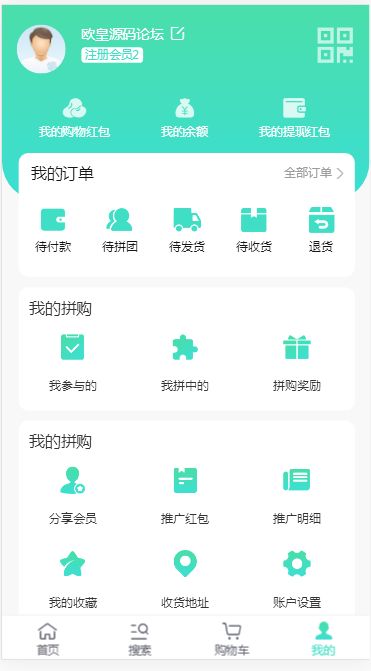 欧皇源码论坛
注册会员2
我的购物红包 我的余额 我的提现红包
我的订单 全部订单
待付款 待拼团 待发货 待收货 退货
我的拼购
我参与的 我拼中的 拼购奖励
我的拼购
分享会员 推广红包 推广明细
我的收藏 收货地址 账户设置
首页 搜索 购物车 我的